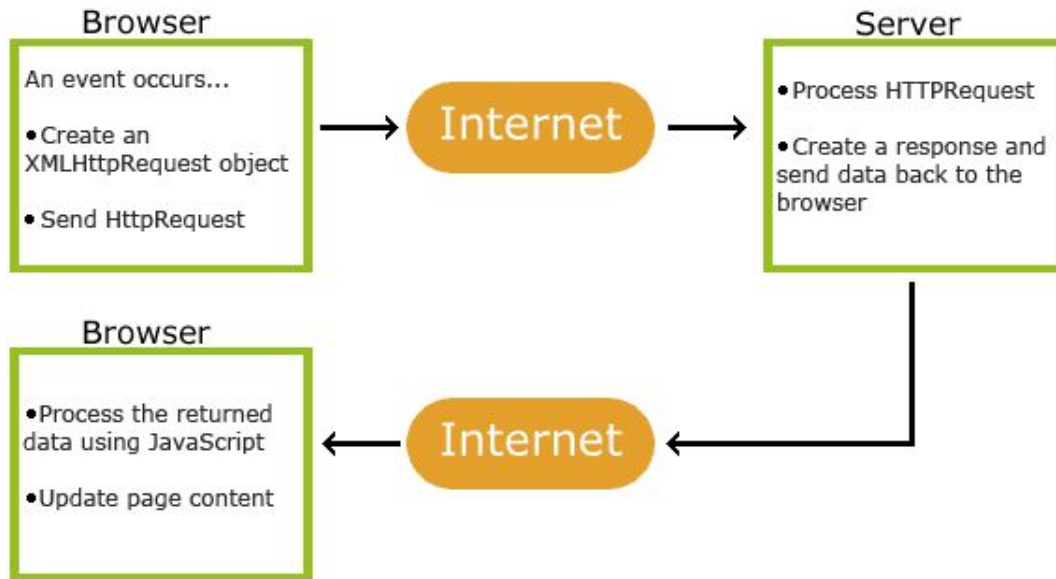 Browser
An event occurs...
•Create an
XMLHttpRequest object
• Send HttpRequest
Internet
Server
•Process HTTPRequest
•Create a response and
send data back to the
browser
Browser
•Process the returned
data using JavaScript
•Update page content
Internet